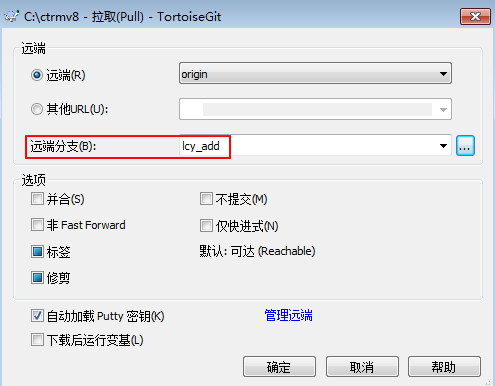 C:\ctrmv8 - 拉取(Pull) - TortoiseGit
远端
远端(R)
origin
其他URL(U):
远端分支(B):
lcy_add
...
选项
并合(S)
不提交(M)
非 Fast Forward
仅快进式(N)
标签
默认: 可达 (Reachable)
修剪
自动加载 Putty 密钥(K)
管理远端
下载后运行变基(L)
确定
取消
帮助